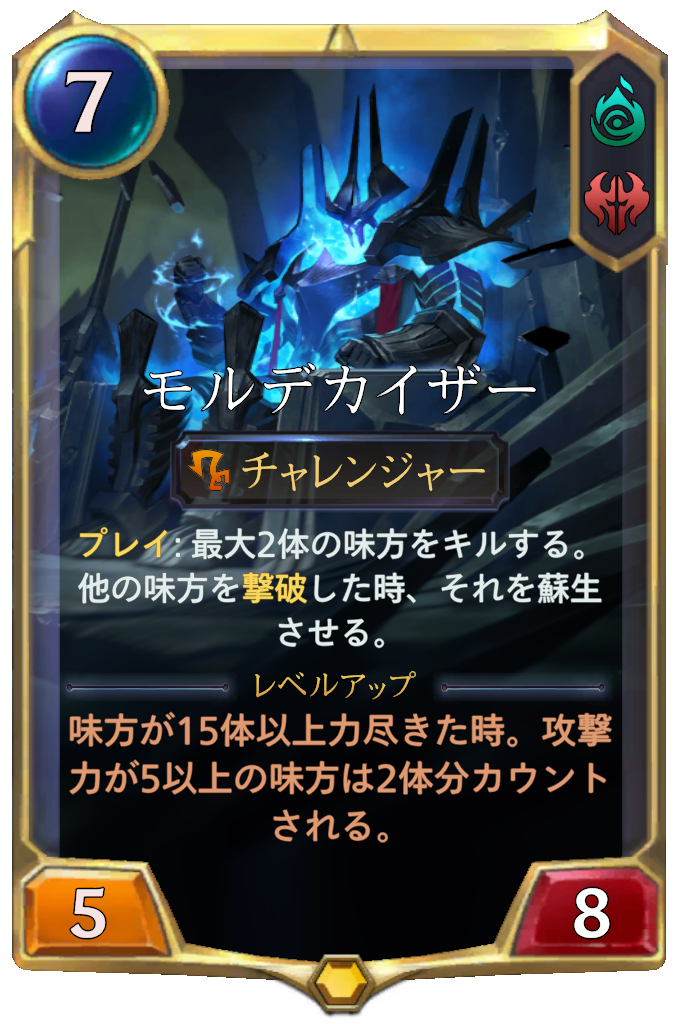 7
モルデカイザー
チャレンジャー
プレイ: 最大2体の味方をキルする。
他の味方を撃破した時、それを蘇生
させる。
レベルアップ
味方が15体以上力尽きた時。攻撃
力が5以上の味方は2体分カウント
される。
5
8